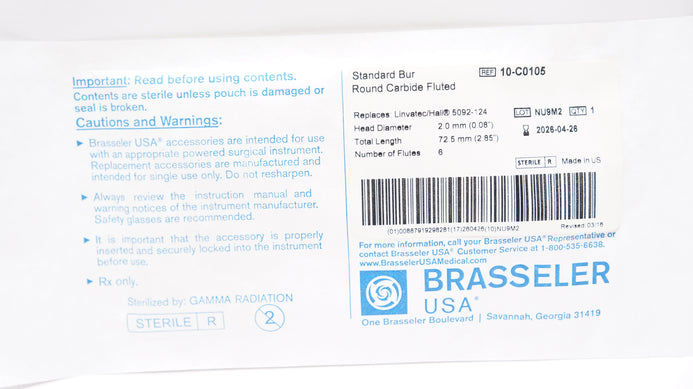 Important: Read before using contents.
Contents are sterile unless pouch is damaged or
seal is broken.
Cautions and Warnings:
▸ Brasseler USA® accessories are intended for use
with an appropriate powered surgical instrument.
Replacement accessories are manufactured and
intended for single use only. Do not resharpen.
▸ Always review the instruction manual and
warning notices of the instrument manufacturer.
Safety glasses are recommended.
▸ It is important that the accessory is properly
inserted and securely locked into the instrument
before use.
▸ Rx only.
Sterilized by: GAMMA RADIATION
STERILE R
2
Standard Bur
Round Carbide Fluted
REF 10-C0105
Replaces: Linvatec/Hall® 5092-124
Head Diameter 2.0 mm (0.08")
Total Length 72.5 mm (2.85")
Number of Flutes 6
LOT NU9M2 QTY 1
2026-04-26
STERILE R Made in US
(01)00887919298281(17)260426(10)NU9M2
Revised 03/16
For more information, call your Brasseler USA® Representative or
contact Brasseler USA® Customer Service at 1-800-535-6638.
www.BrasselerUSAMedical.com
BRASSELER
USA®
One Brasseler Boulevard | Savannah, Georgia 31419